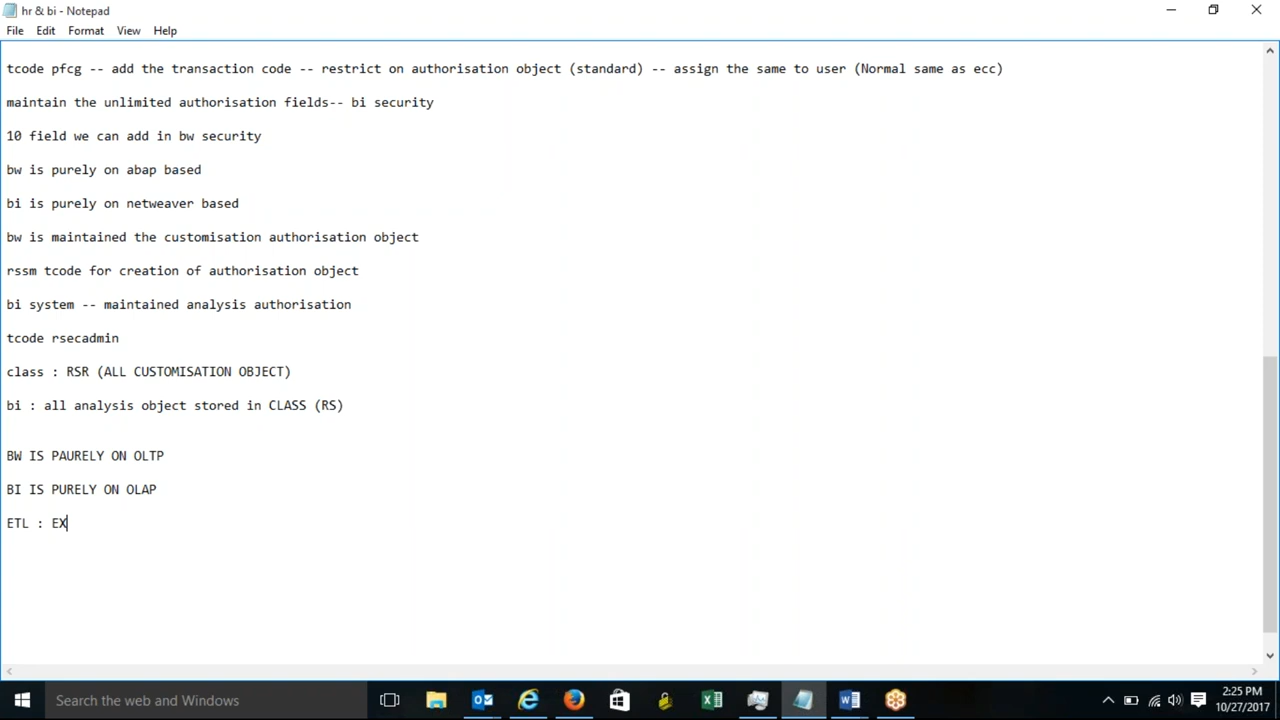 hr & bi - Notepad
File Edit Format View Help
tcode pfcg -- add the transaction code -- restrict on authorisation object (standard) -- assign the same to user (Normal same as ecc)
maintain the unlimited authorisation fields-- bi security
10 field we can add in bw security
bw is purely on abap based
bi is purely on netweaver based
bw is maintained the customisation authorisation object
rssm tcode for creation of authorisation object
bi system -- maintained analysis authorisation
tcode rsecadmin
class : RSR (ALL CUSTOMISATION OBJECT)
bi : all analysis object stored in CLASS (RS)
BW IS PAURELY ON OLTP
BI IS PURELY ON OLAP
ETL : EX
Search the web and Windows
2:25 PM
10/27/2017